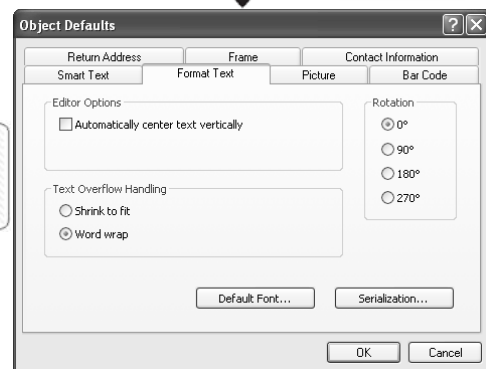 Object Defaults
Return Address Frame Contact Information
Smart Text Format Text Picture Bar Code
Editor Options
Automatically center text vertically
Text Overflow Handling
Shrink to fit
Word wrap
Rotation
0°
90°
180°
270°
Default Font... Serialization...
OK Cancel